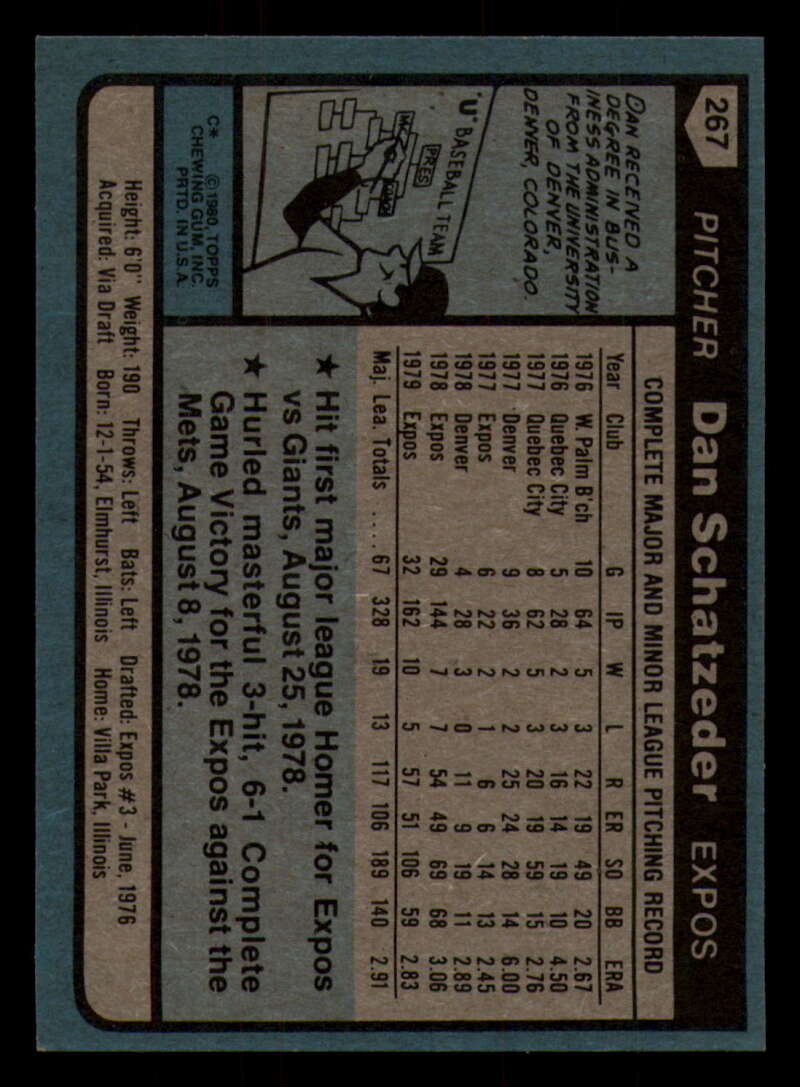 267
PITCHER Dan Schatzeder EXPOS
DAN RECEIVED A
DEGREE IN BUS-
INESS ADMINISTRATION
FROM THE UNIVERSITY
OF DENVER,
DENVER, COLORADO.
"U" BASEBALL TEAM
PRES
C* ©1980, TOPPS
CHEWING GUM, INC.
PRTD. IN U.S.A.
COMPLETE MAJOR AND MINOR LEAGUE PITCHING RECORD
Year Club G IP W L R ER SO BB ERA
1976 W. Palm B'ch 10 64 5 3 22 19 49 20 2.67
1976 Quebec City 5 28 2 3 16 14 19 10 4.50
1977 Quebec City 8 62 5 3 20 19 59 15 2.76
1977 Denver 9 36 2 2 25 24 28 14 6.00
1977 Expos 6 22 2 1 6 6 14 13 2.45
1978 Denver 4 28 3 0 11 9 19 11 2.89
1978 Expos 29 144 7 7 54 49 69 68 3.06
1979 Expos 32 162 10 5 57 51 106 59 2.83
Maj. Lea. Totals .... 67 328 19 13 117 106 189 140 2.91
★ Hit first major league Homer for Expos
vs Giants, August 25, 1978.
★ Hurled masterful 3-hit, 6-1 Complete
Game Victory for the Expos against the
Mets, August 8, 1978.
Height: 6'0" Weight: 190 Throws: Left Bats: Left Drafted: Expos #3 - June, 1976
Acquired: Via Draft Born: 12-1-54, Elmhurst, Illinois Home: Villa Park, Illinois